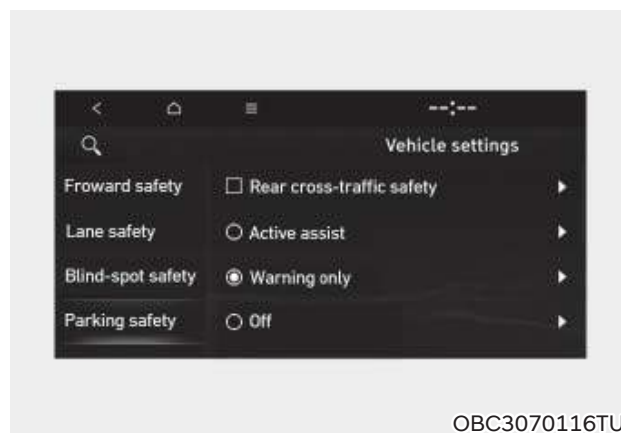 --:--
Vehicle settings
Froward safety
Rear cross-traffic safety
Lane safety
Active assist
Blind-spot safety
Warning only
Parking safety
Off
OBC3070116TU